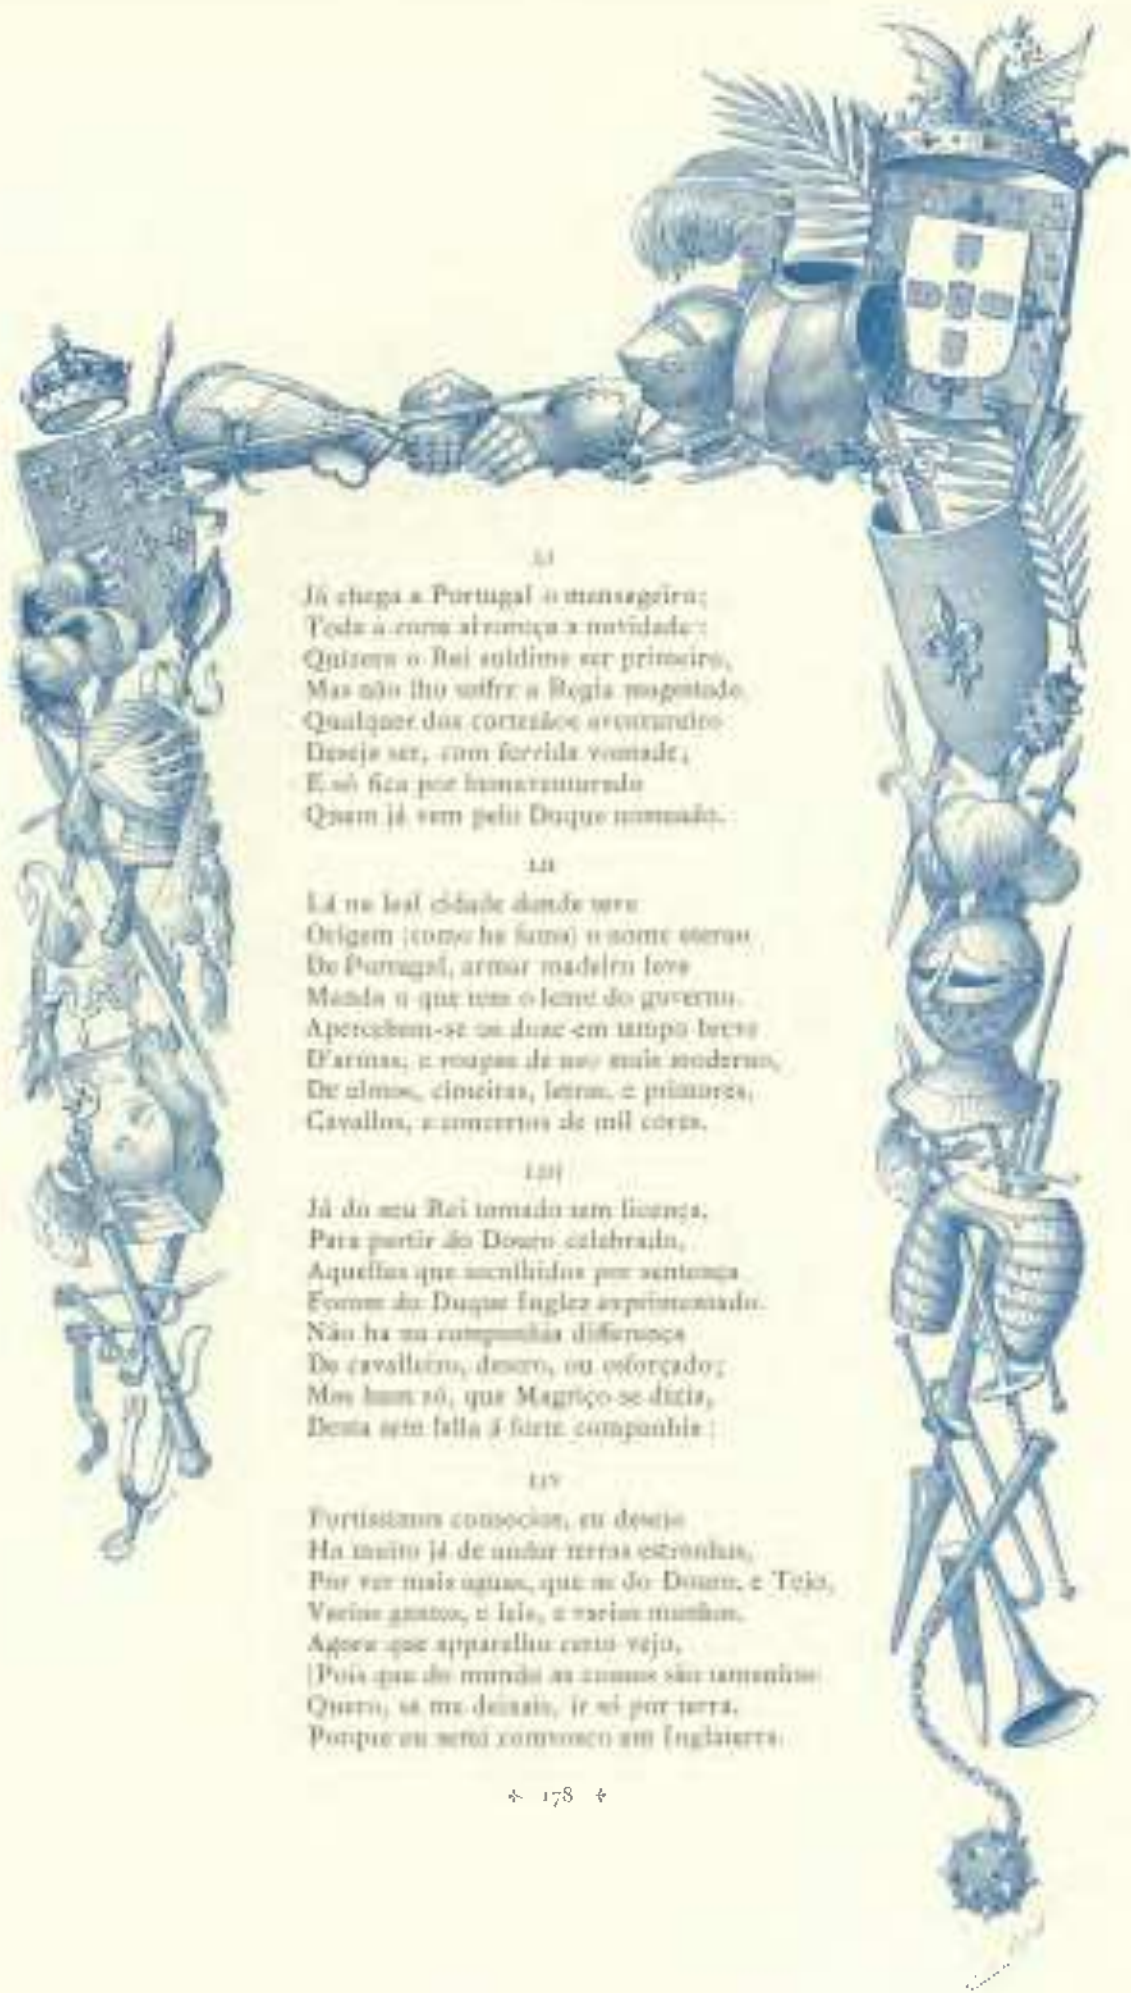 LI
Já chega a Portugal o mensageiro;
Toda a corte alvoroça a novidade:
Quizera o Rei sublime ser primeiro,
Mas não lho soffre a Regia magestade.
Qualquer dos cortezãos aventureiro
Deseja ser, com fervida vontade;
E só fica por bemaventurado
Quem já vem pelo Duque nomeado.
LII
Lá na leal cidade donde teve
Origem (como he fama) o nome eterno
De Portugal, armar madeiro leve
Manda o que tem o leme do governo.
Apercebem-se os doze em tempo breve
D'armas, e roupas de uso mais moderno,
De elmos, cimeiras, letras, e primores,
Cavallos, e concertos de mil cores.
LIII
Já do seu Rei tomado tem licença,
Para partir do Douro celebrado,
Aquelles que escolhidos por sentença
Foram do Duque Inglez exprimentado.
Não ha na companhia differença
De cavalleiro, destro, ou esforçado;
Mas hum só, que Magriço se dizia,
Desta arte falla á forte companhia:
LIV
Fortissimos consocios, eu desejo
Ha muito já de andar terras estranhas,
Por ver mais aguas, que as do Douro, e Tejo,
Varias gentes, e leis, e varias manhas.
Agora que apparelho certo vejo,
(Pois que do mundo as cousas são tamanhas)
Quero, se me deixais, ir só por terra,
Porque eu serei comvosco em Inglaterra.
178